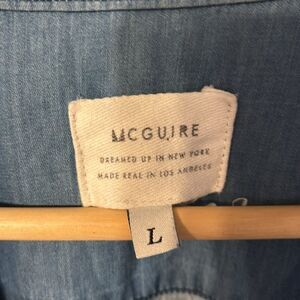 MCGUIRE
DREAMED UP IN NEW YORK
MADE REAL IN LOS ANGELES
L